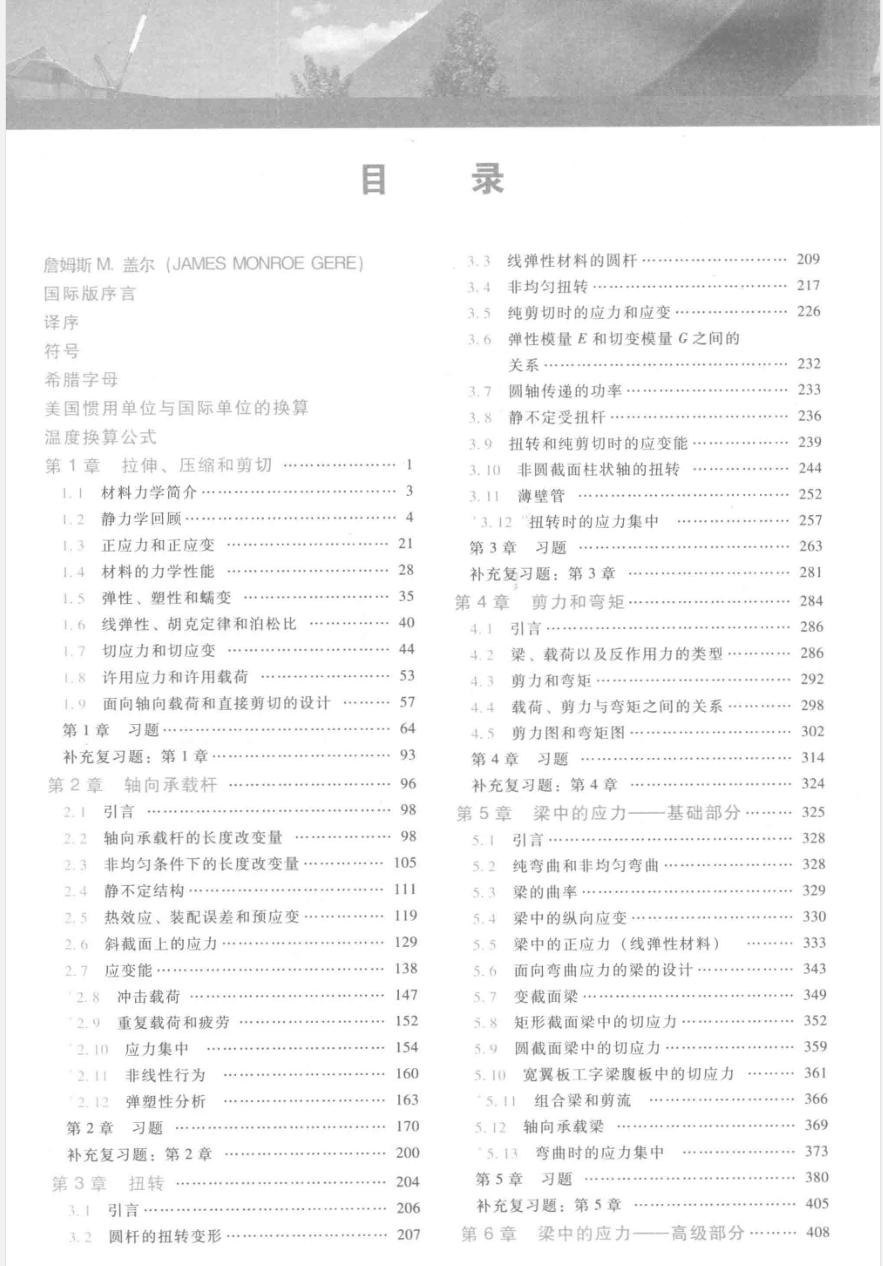 目 录
詹姆斯 M. 盖尔 (JAMES MONROE GERE)
国际版序言
译序
符号
希腊字母
美国惯用单位与国际单位的换算
温度换算公式
第 1 章 拉伸、压缩和剪切 ………………… 1
1.1 材料力学简介 ……………………………… 3
1.2 静力学回顾 ………………………………… 4
1.3 正应力和正应变 ………………………… 21
1.4 材料的力学性能 ………………………… 28
1.5 弹性、塑性和蠕变 ……………………… 35
1.6 线弹性、胡克定律和泊松比 …………… 40
1.7 切应力和切应变 ………………………… 44
1.8 许用应力和许用载荷 …………………… 53
1.9 面向轴向载荷和直接剪切的设计 ……… 57
第 1 章 习题 …………………………………… 64
补充复习题：第 1 章 ………………………… 93
第 2 章 轴向承载杆 ………………………… 96
2.1 引言 ……………………………………… 98
2.2 轴向承载杆的长度改变量 ……………… 98
2.3 非均匀条件下的长度改变量 …………… 105
2.4 静不定结构 ……………………………… 111
2.5 热效应、装配误差和预应变 …………… 119
2.6 斜截面上的应力 ………………………… 129
2.7 应变能 …………………………………… 138
*2.8 冲击载荷 ……………………………… 147
*2.9 重复载荷和疲劳 ……………………… 152
*2.10 应力集中 …………………………… 154
*2.11 非线性行为 ………………………… 160
*2.12 弹塑性分析 ………………………… 163
第 2 章 习题 ………………………………… 170
补充复习题：第 2 章 ………………………… 200
第 3 章 扭转 ………………………………… 204
3.1 引言 ……………………………………… 206
3.2 圆杆的扭转变形 ………………………… 207
3.3 线弹性材料的圆杆 ……………………… 209
3.4 非均匀扭转 ……………………………… 217
3.5 纯剪切时的应力和应变 ………………… 226
3.6 弹性模量 E 和切变模量 G 之间的
关系 ………………………………………… 232
3.7 圆轴传递的功率 ………………………… 233
3.8 静不定受扭杆 …………………………… 236
3.9 扭转和纯剪切时的应变能 ……………… 239
3.10 非圆截面柱状轴的扭转 ……………… 244
3.11 薄壁管 ………………………………… 252
*3.12 扭转时的应力集中 ………………… 257
第 3 章 习题 ………………………………… 263
补充复习题：第 3 章 ………………………… 281
第 4 章 剪力和弯矩 ………………………… 284
4.1 引言 ……………………………………… 286
4.2 梁、载荷以及反作用力的类型 ………… 286
4.3 剪力和弯矩 ……………………………… 292
4.4 载荷、剪力与弯矩之间的关系 ………… 298
4.5 剪力图和弯矩图 ………………………… 302
第 4 章 习题 ………………………………… 314
补充复习题：第 4 章 ………………………… 324
第 5 章 梁中的应力——基础部分 ……… 325
5.1 引言 ……………………………………… 328
5.2 纯弯曲和非均匀弯曲 …………………… 328
5.3 梁的曲率 ………………………………… 329
5.4 梁中的纵向应变 ………………………… 330
5.5 梁中的正应力（线弹性材料） ……… 333
5.6 面向弯曲应力的梁的设计 ……………… 343
5.7 变截面梁 ………………………………… 349
5.8 矩形截面梁中的切应力 ………………… 352
5.9 圆截面梁中的切应力 …………………… 359
5.10 宽翼板工字梁腹板中的切应力 ……… 361
*5.11 组合梁和剪流 ……………………… 366
5.12 轴向承载梁 …………………………… 369
*5.13 弯曲时的应力集中 ………………… 373
第 5 章 习题 ………………………………… 380
补充复习题：第 5 章 ………………………… 405
第 6 章 梁中的应力——高级部分 ……… 408